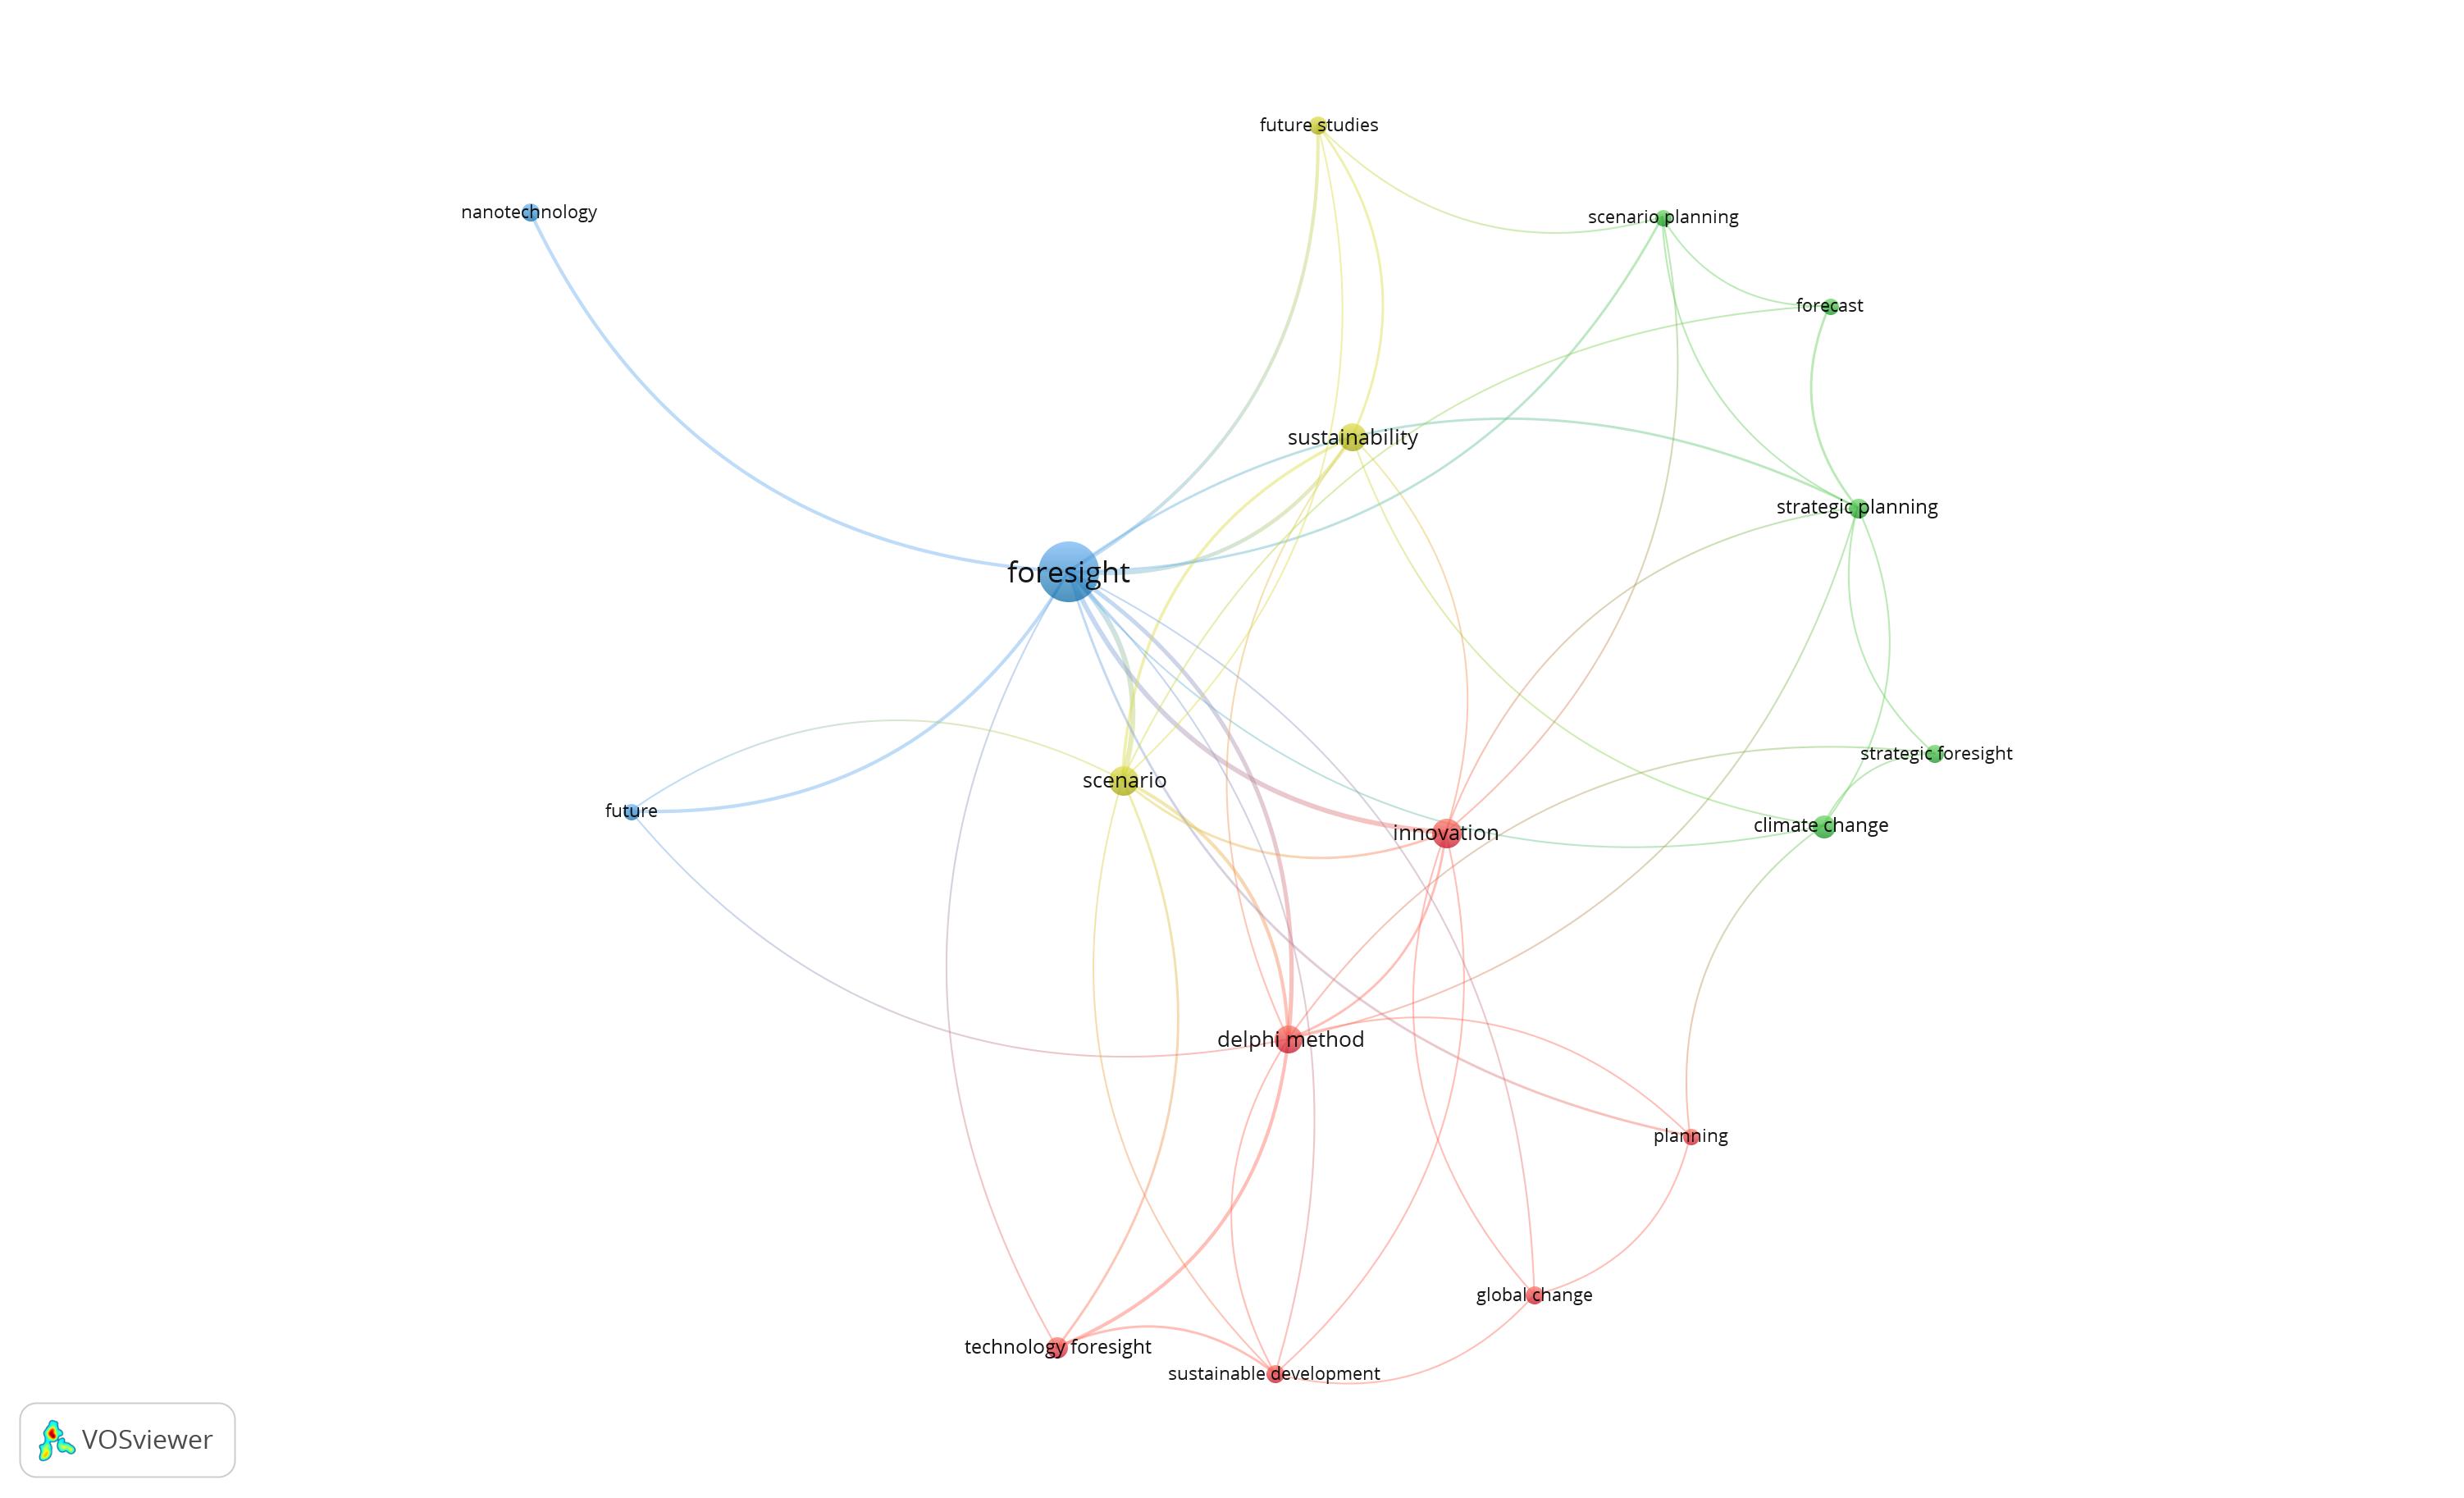 future studies
nanotechnology
scenario planning
forecast
sustainability
strategic planning
foresight
strategic foresight
scenario
future
climate change
innovation
delphi method
planning
global change
technology foresight
sustainable development
VOSviewer